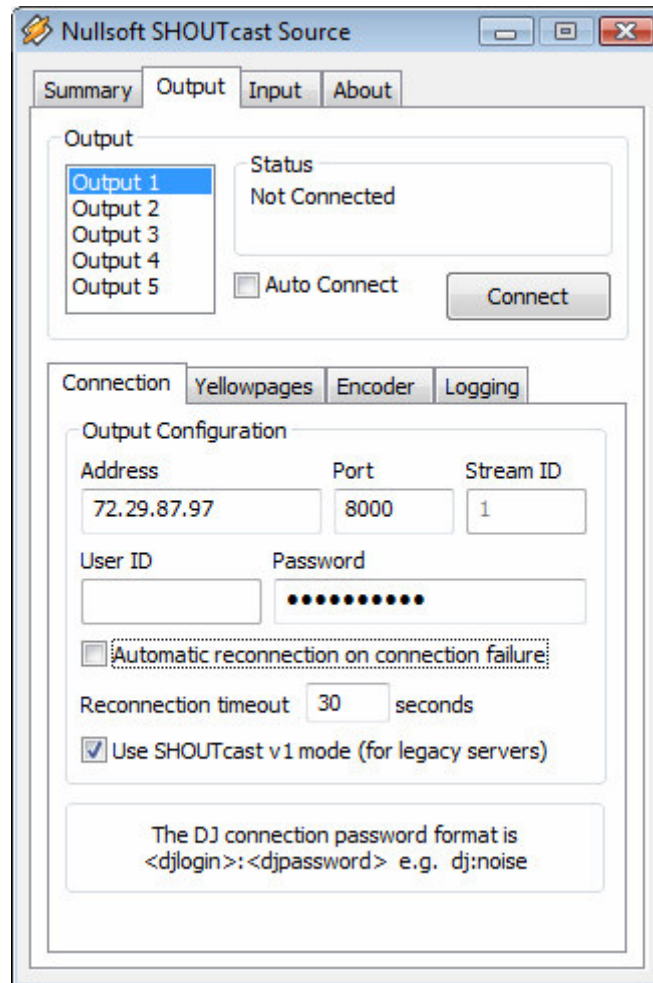 Nullsoft SHOUTcast Source
Summary Output Input About
Output
Output 1
Output 2
Output 3
Output 4
Output 5
Status
Not Connected
Auto Connect
Connect
Connection Yellowpages Encoder Logging
Output Configuration
Address Port Stream ID
72.29.87.97 8000 1
User ID Password
••••••••••
Automatic reconnection on connection failure
Reconnection timeout 30 seconds
Use SHOUTcast v1 mode (for legacy servers)
The DJ connection password format is
<djlogin>:<djpassword> e.g. dj:noise